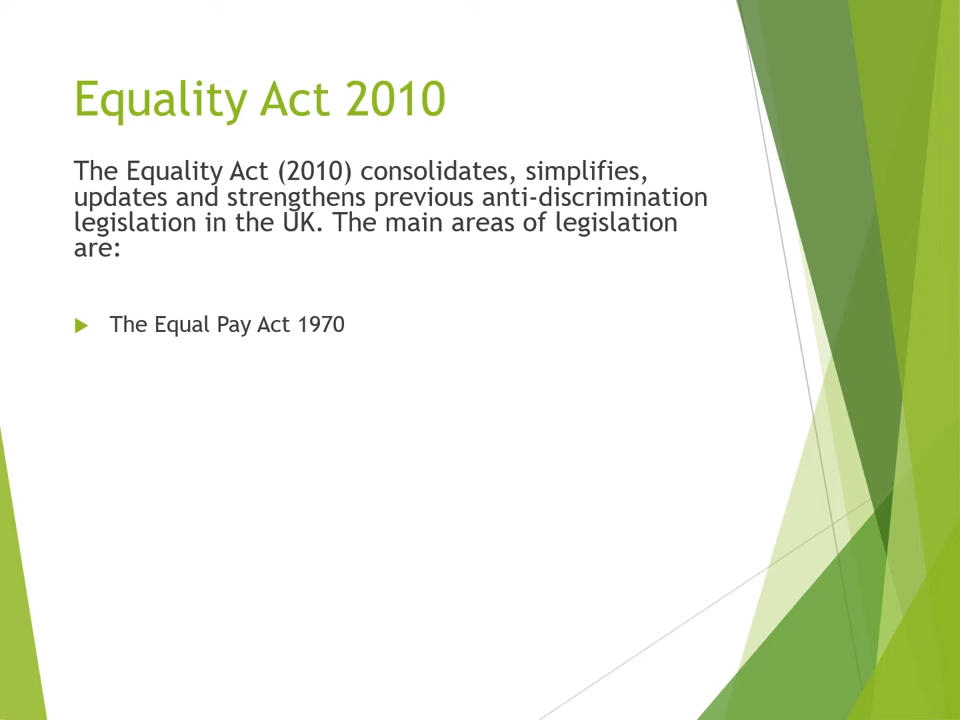 Equality Act 2010
The Equality Act (2010) consolidates, simplifies,
updates and strengthens previous anti-discrimination
legislation in the UK. The main areas of legislation
are:
The Equal Pay Act 1970